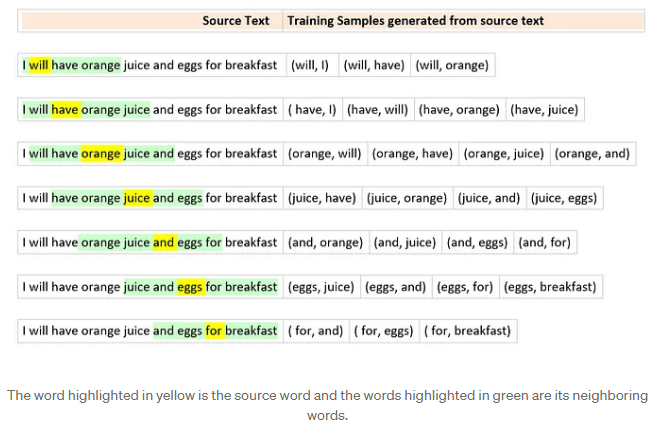 Source Text Training Samples generated from source text
I will have orange juice and eggs for breakfast (will, I) (will, have) (will, orange)
I will have orange juice and eggs for breakfast ( have, I) (have, will) (have, orange) (have, juice)
I will have orange juice and eggs for breakfast (orange, will) (orange, have) (orange, juice) (orange, and)
I will have orange juice and eggs for breakfast (juice, have) (juice, orange) (juice, and) (juice, eggs)
I will have orange juice and eggs for breakfast (and, orange) (and, juice) (and, eggs) (and, for)
I will have orange juice and eggs for breakfast (eggs, juice) (eggs, and) (eggs, for) (eggs, breakfast)
I will have orange juice and eggs for breakfast ( for, and) ( for, eggs) ( for, breakfast)
The word highlighted in yellow is the source word and the words highlighted in green are its neighboring
words.